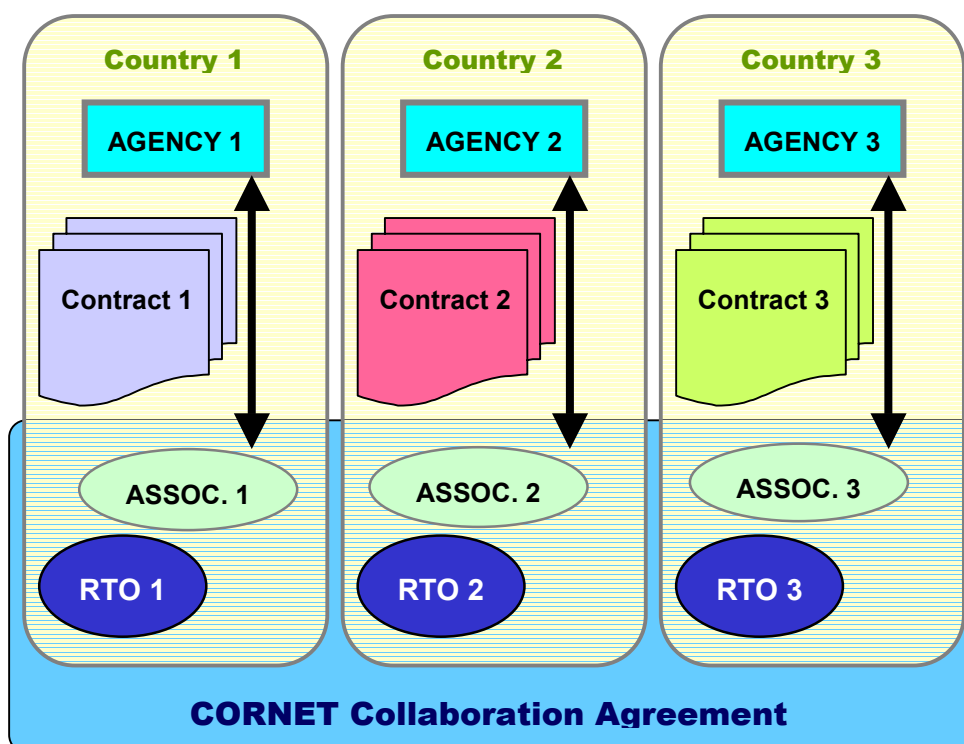 Country 1
Country 2
Country 3
AGENCY 1
AGENCY 2
AGENCY 3
Contract 1
Contract 2
Contract 3
ASSOC. 1
ASSOC. 2
ASSOC. 3
RTO 1
RTO 2
RTO 3
CORNET Collaboration Agreement